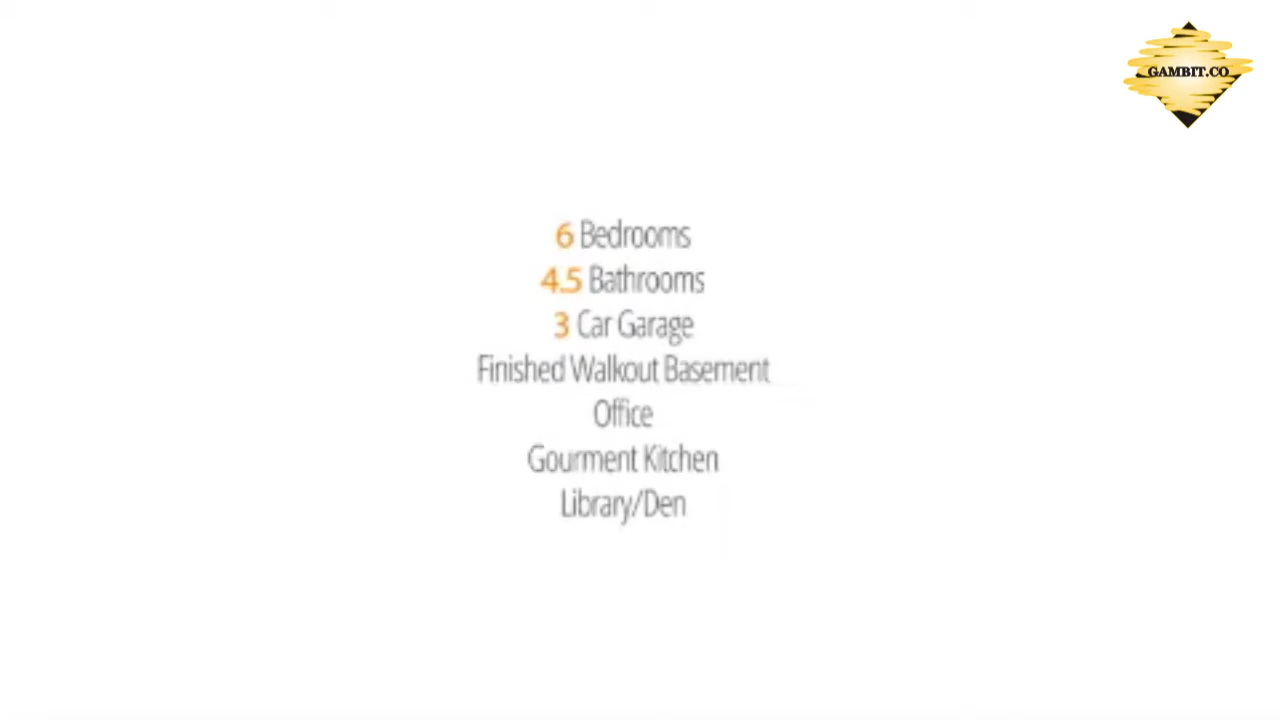 GAMBIT.CO
6 Bedrooms
4.5 Bathrooms
3 Car Garage
Finished Walkout Basement
Office
Gourment Kitchen
Library/Den